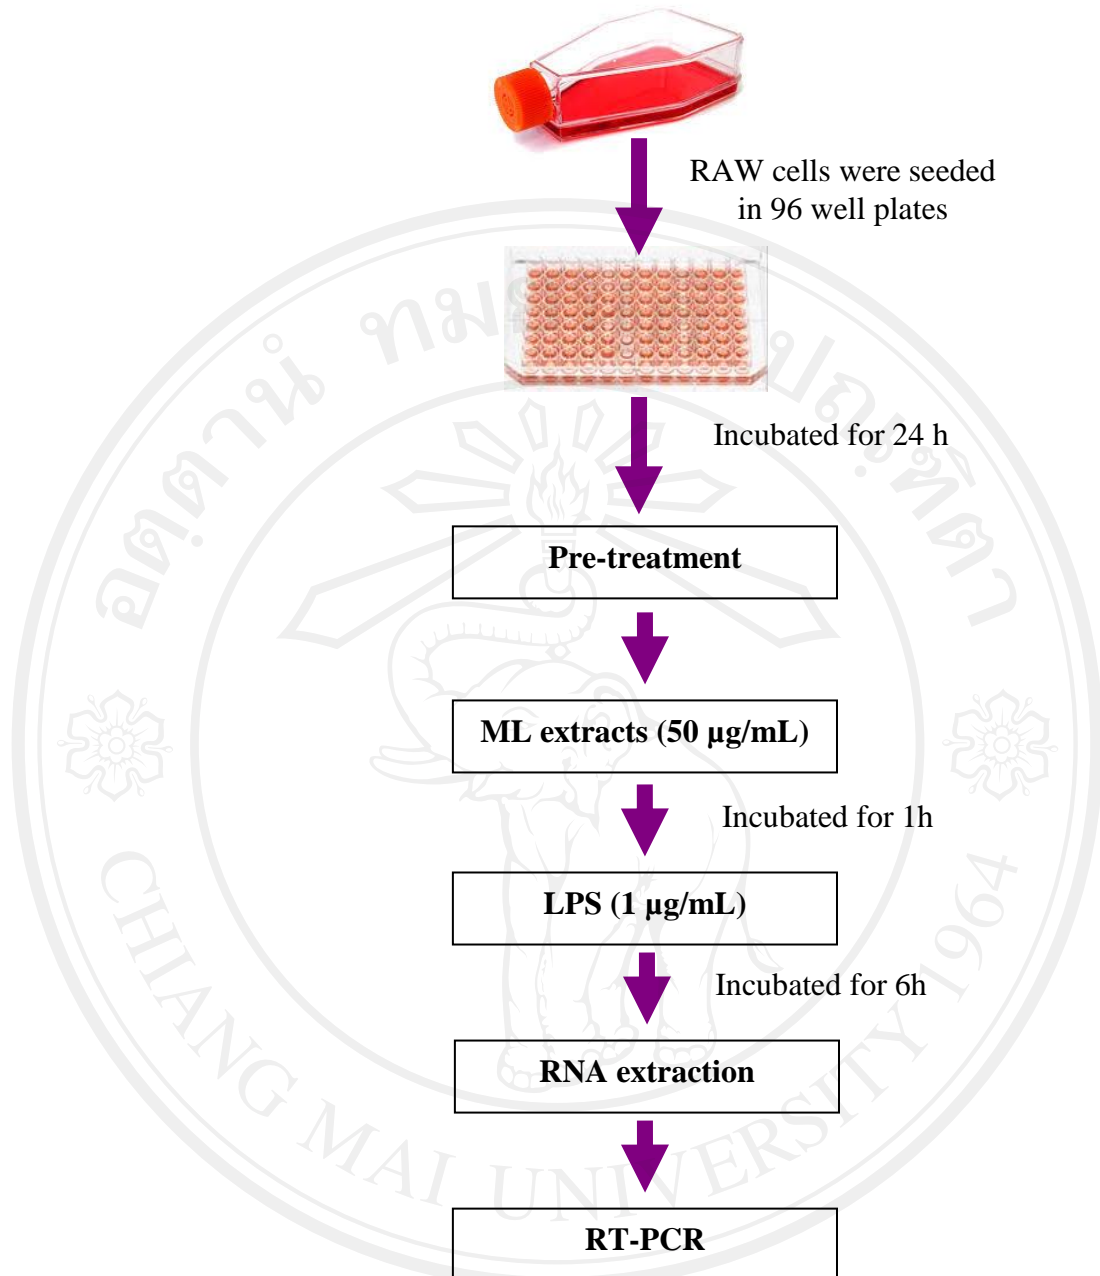 RAW cells were seeded
in 96 well plates
Incubated for 24 h
Pre-treatment
ML extracts (50 µg/mL)
Incubated for 1h
LPS (1 µg/mL)
Incubated for 6h
RNA extraction
RT-PCR
CHIANG MAI UNIVERSITY 1964